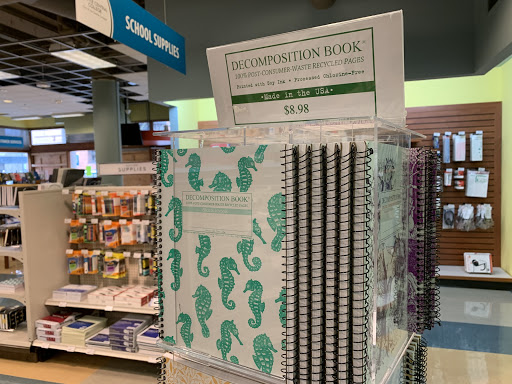 SCHOOL SUPPLIES
DECOMPOSITION BOOK®
100% POST-CONSUMER-WASTE RECYCLED PAGES
Printed with Soy Ink • Processed Chlorine-Free
•Made in the USA•
$8.98
SUPPLIES
DECOMPOSITION BOOK